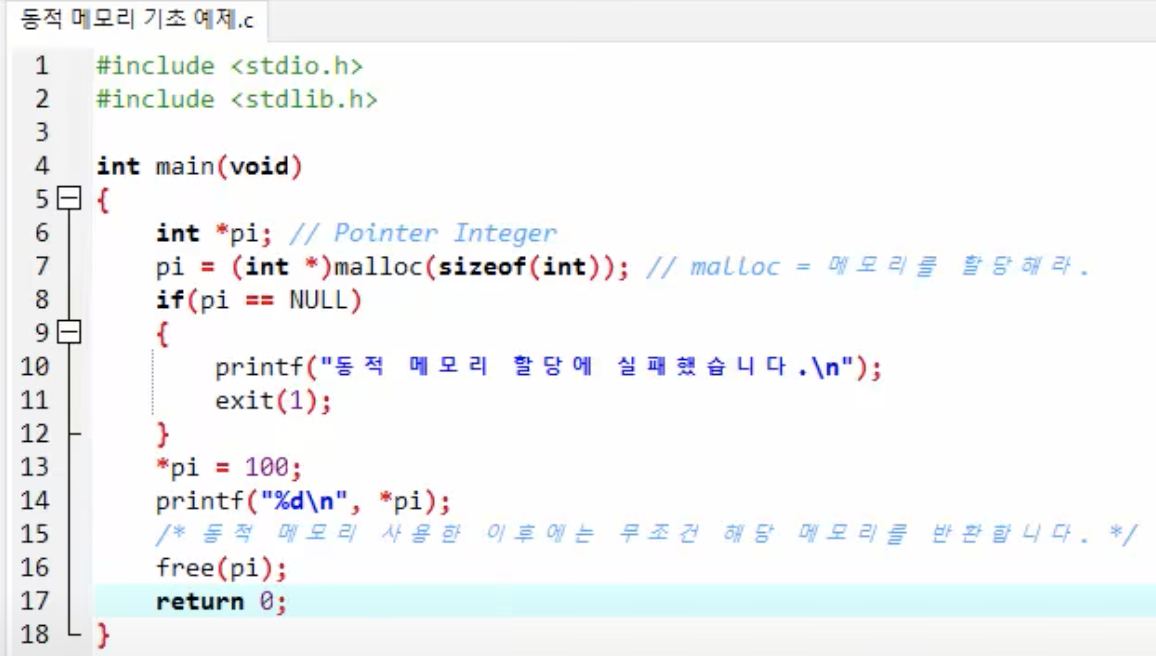 동적 메모리 기초 예제.c
1 #include <stdio.h>
2 #include <stdlib.h>
3
4 int main(void)
5 {
6 int *pi; // Pointer Integer
7 pi = (int *)malloc(sizeof(int)); // malloc = 메모리를 할당해라.
8 if(pi == NULL)
9 {
10 printf("동적 메모리 할당에 실패했습니다.\n");
11 exit(1);
12 }
13 *pi = 100;
14 printf("%d\n", *pi);
15 /* 동적 메모리 사용한 이후에는 무조건 해당 메모리를 반환합니다. */
16 free(pi);
17 return 0;
18 }